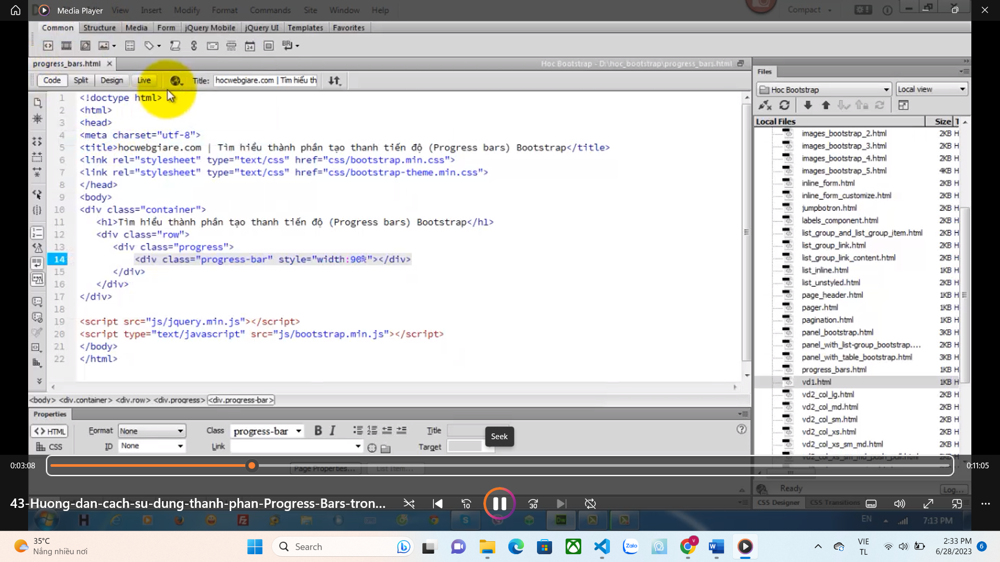 Media Player
View Insert Modify Format Commands Site Window Help
Compact
Common Structure Media Form jQuery Mobile jQuery UI Templates Favorites
progress_bars.html
Hoc Bootstrap - D:\hoc_bootstrap\progress_bars.html
Code Split Design Live
Title: hocwebgiare.com | Tìm hiểu th
1 <!doctype html>
2 <html>
3 <head>
4 <meta charset="utf-8">
5 <title>hocwebgiare.com | Tìm hiểu thành phần tạo thanh tiến độ (Progress bars) Bootstrap</title>
6 <link rel="stylesheet" type="text/css" href="css/bootstrap.min.css">
7 <link rel="stylesheet" type="text/css" href="css/bootstrap-theme.min.css">
8 </head>
9 <body>
10 <div class="container">
11 <h1>Tìm hiểu thành phần tạo thanh tiến độ (Progress bars) Bootstrap</h1>
12 <div class="row">
13 <div class="progress">
14 <div class="progress-bar" style="width:90%"></div>
15 </div>
16 </div>
17 </div>
18
19 <script src="js/jquery.min.js"></script>
20 <script type="text/javascript" src="js/bootstrap.min.js"></script>
21 </body>
22 </html>
<body> <div.container> <div.row> <div.progress> <div.progress-bar>
Files
Hoc Bootstrap
Local view
Local Files Size T
images_bootstrap_2.html 2KB H
images_bootstrap_3.html 2KB H
images_bootstrap_4.html 2KB H
images_bootstrap_5.html 4KB H
inline_form.html 2KB H
inline_form_customize.html 2KB H
jumpbotron.html 2KB H
labels_component.html 2KB H
list_group_and_list_group_item.html 2KB H
list_group_link.html 2KB H
list_group_link_content.html 2KB H
list_inline.html 1KB H
list_unstyled.html 2KB H
page_header.html 1KB H
pager.html 1KB H
pagination.html 1KB H
panel_bootstrap.html 3KB H
panel_with_list-group_bootstrap.... 2KB H
panel_with_table_bootstrap.html 3KB H
progress_bars.html 1KB H
vd1.html 1KB H
vd2_col_lg.html 2KB H
vd2_col_md.html 2KB H
vd2_col_sm.html 2KB H
vd2_col_xs.html 2KB H
vd2_col_xs_sm_md.html 2KB H
vd2_col_xs_sm_md_push_pull.html
Properties
<> HTML Format None Class progress-bar B I Title
CSS ID None Link Target
Seek
0:03:08 0:11:05
Page Properties... List Item...
Ready Log...
CSS Designer CSS Transitions
43-Huong-dan-cach-su-dung-thanh-phan-Progress-Bars-tron...
10
30
EN 7:13 PM
35°C
Nắng nhiều nơi
Search
Zalo
VIE
TL
2:33 PM
6/28/2023
6